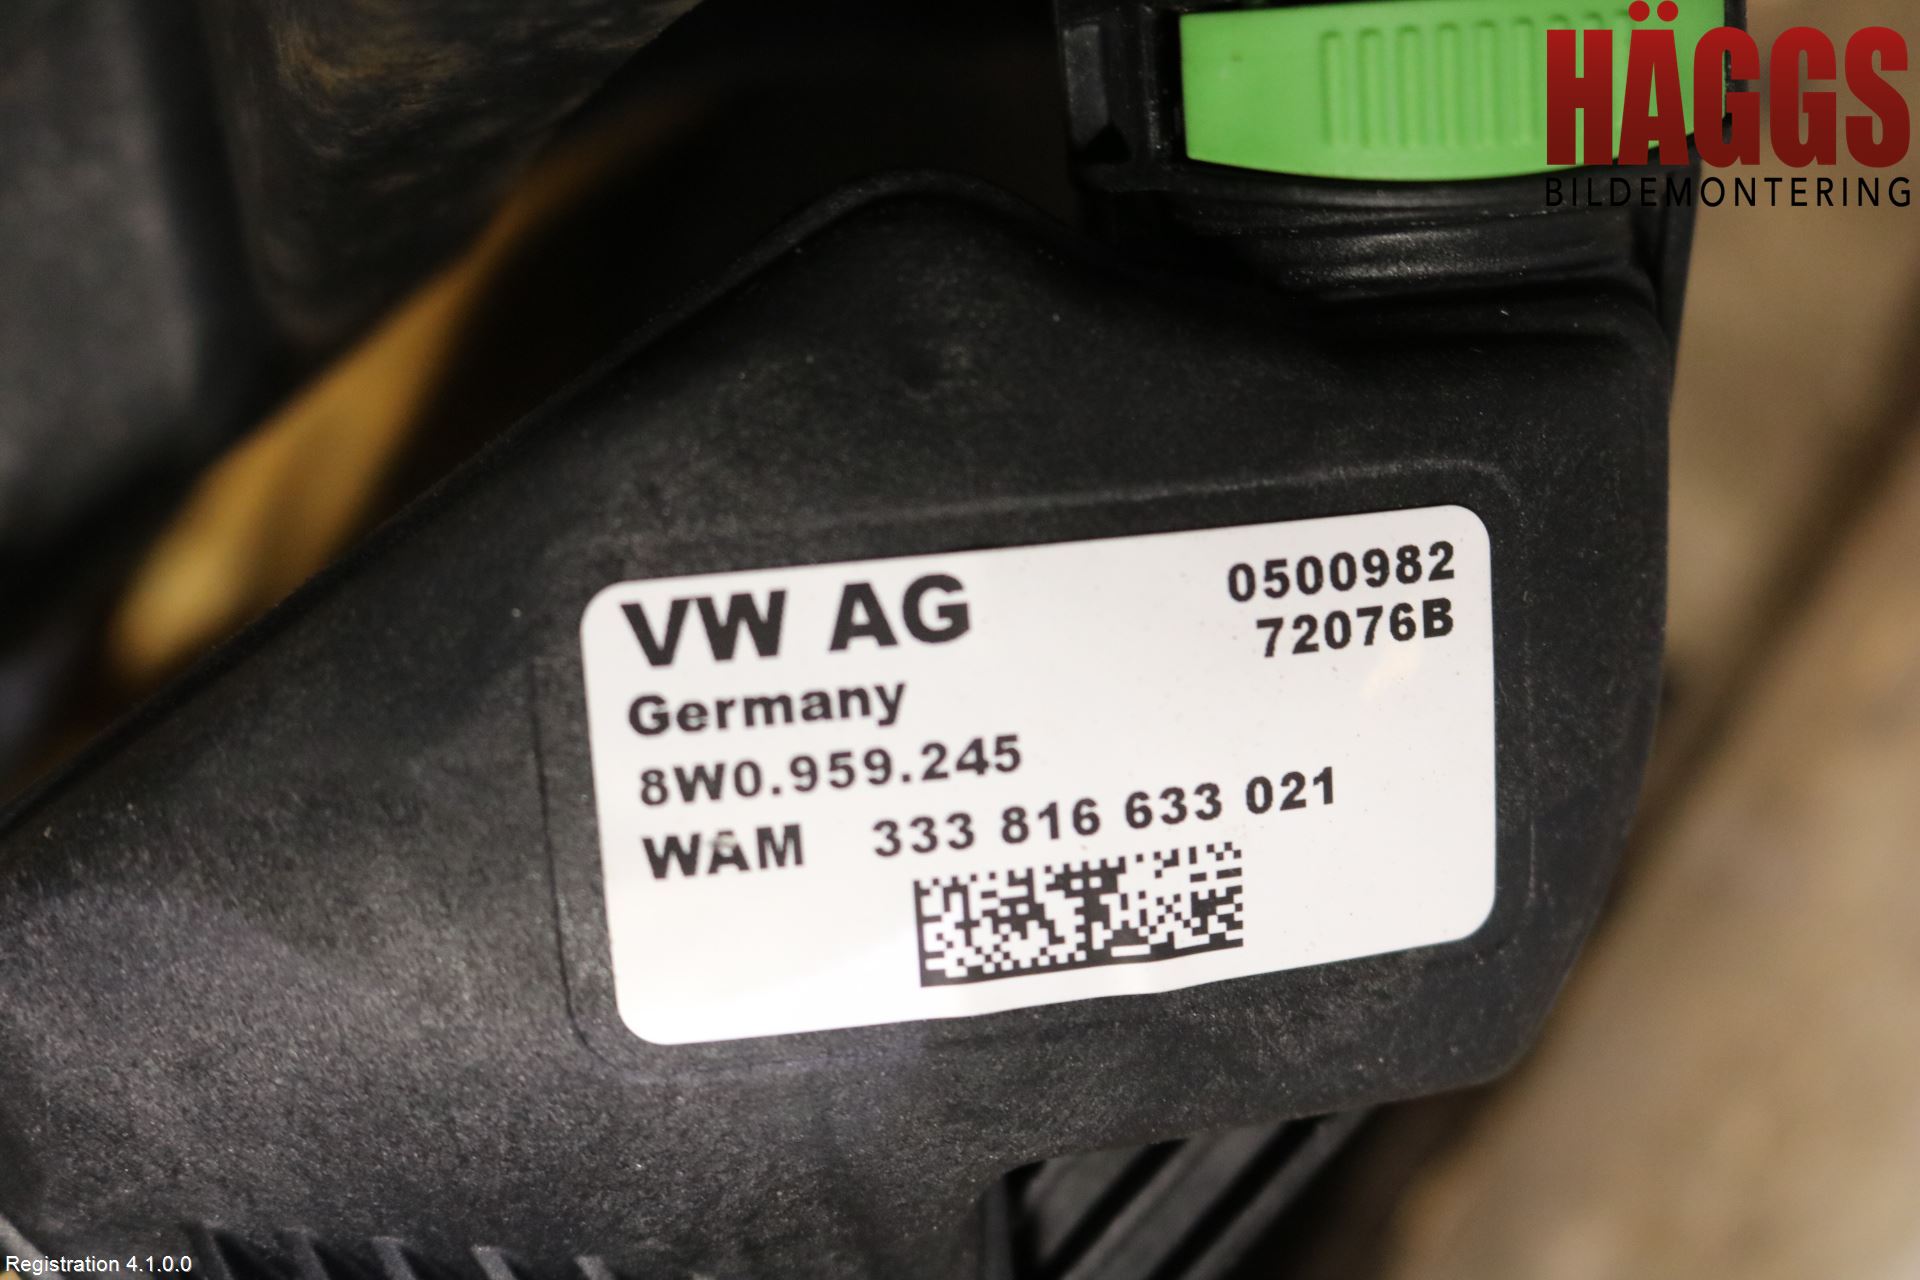 HÄGGS
BILDEMONTERING
VW AG
0500982
72076B
Germany
8W0.959.245
WAM 333 816 633 021
Registration 4.1.0.0